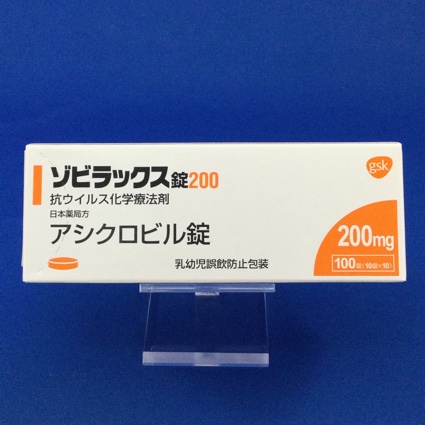 gsk
ゾビラックス錠200
抗ウイルス化学療法剤
日本薬局方
アシクロビル錠
200mg
100錠(10錠×10)
乳幼児誤飲防止包装